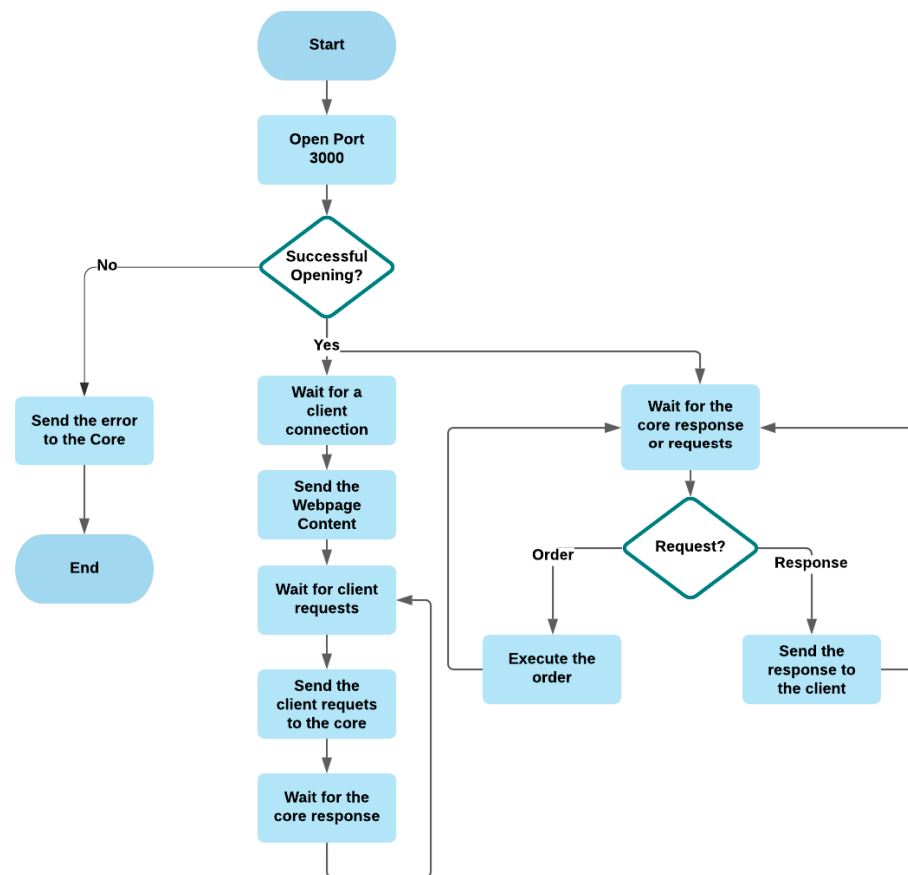 Start
Open Port
3000
Successful
Opening?
No
Yes
Send the error
to the Core
End
Wait for a
client
connection
Send the
Webpage
Content
Wait for client
requests
Send the
client requets
to the core
Wait for the
core response
Wait for the
core response
or requests
Request?
Order
Response
Execute the
order
Send the
response to
the client